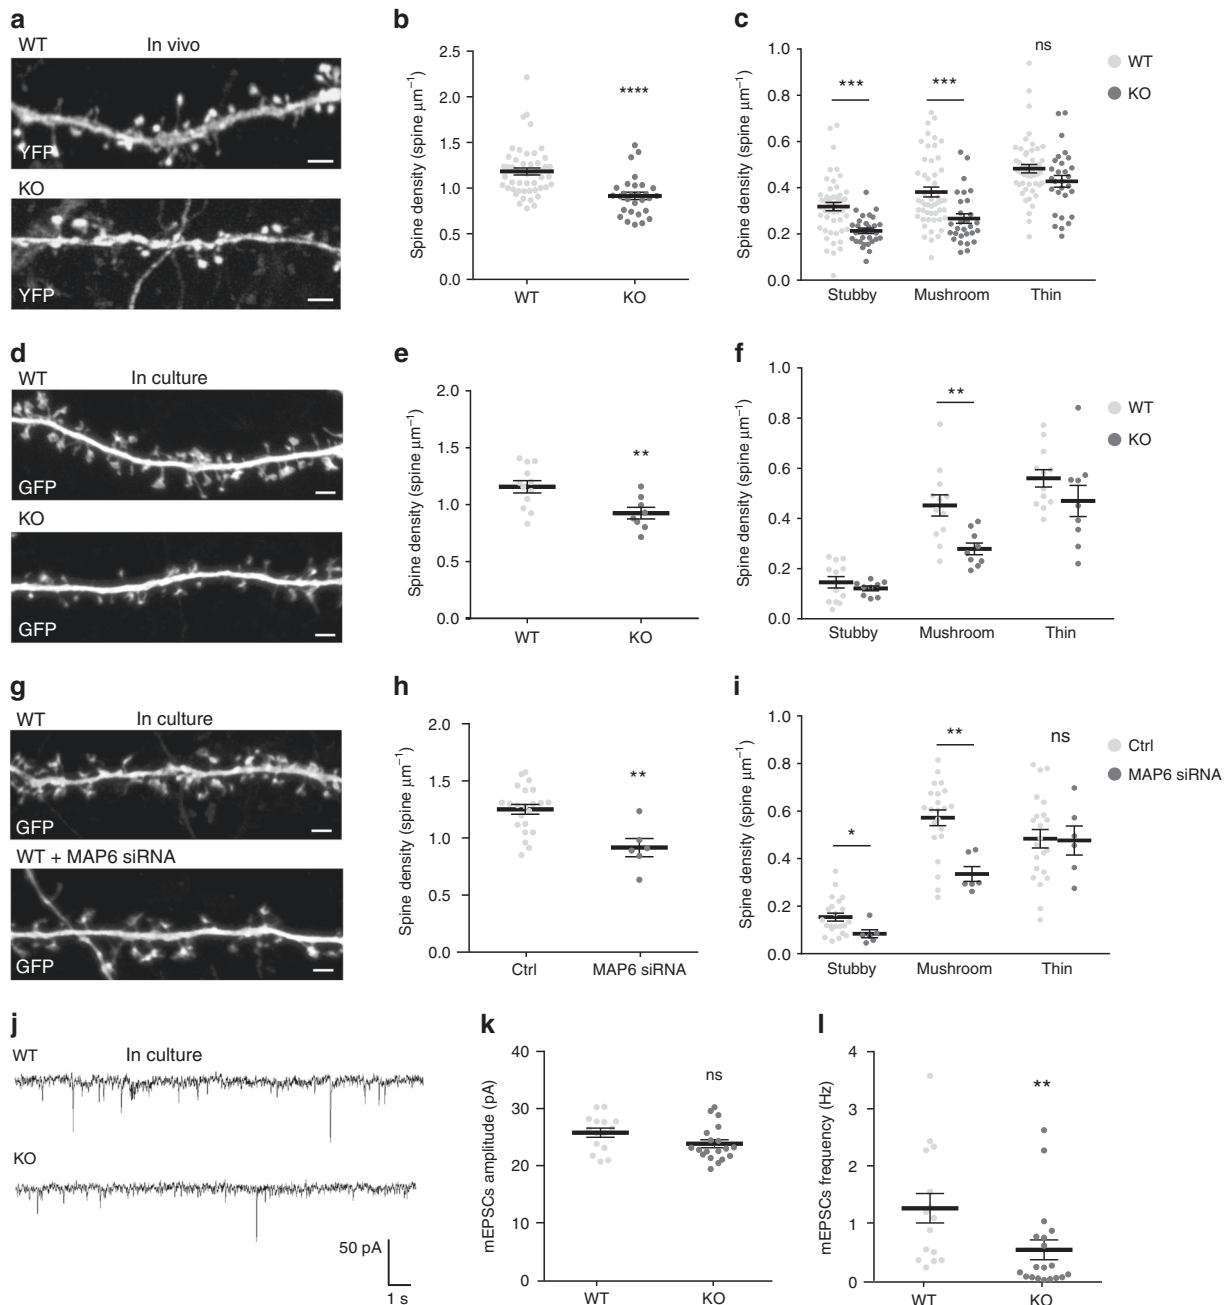 a
WT In vivo
YFP
KO
YFP
b
Spine density (spine μm⁻¹)
2.5
2.0
1.5
1.0
0.5
0.0
****
WT KO
c
Spine density (spine μm⁻¹)
1.0
0.8
0.6
0.4
0.2
0.0
*** *** ns
Stubby Mushroom Thin
WT
KO
d
WT In culture
GFP
KO
GFP
e
Spine density (spine μm⁻¹)
2.0
1.5
1.0
0.5
0.0
**
WT KO
f
Spine density (spine μm⁻¹)
1.0
0.8
0.6
0.4
0.2
0.0
**
Stubby Mushroom Thin
WT
KO
g
WT In culture
GFP
WT + MAP6 siRNA
GFP
h
Spine density (spine μm⁻¹)
2.0
1.5
1.0
0.5
0.0
**
Ctrl MAP6 siRNA
i
Spine density (spine μm⁻¹)
1.0
0.8
0.6
0.4
0.2
0.0
* ** ns
Stubby Mushroom Thin
Ctrl
MAP6 siRNA
j
WT In culture
KO
50 pA
1 s
k
mEPSCs amplitude (pA)
40
30
20
10
0
ns
WT KO
l
mEPSCs frequency (Hz)
4
3
2
1
0
**
WT KO